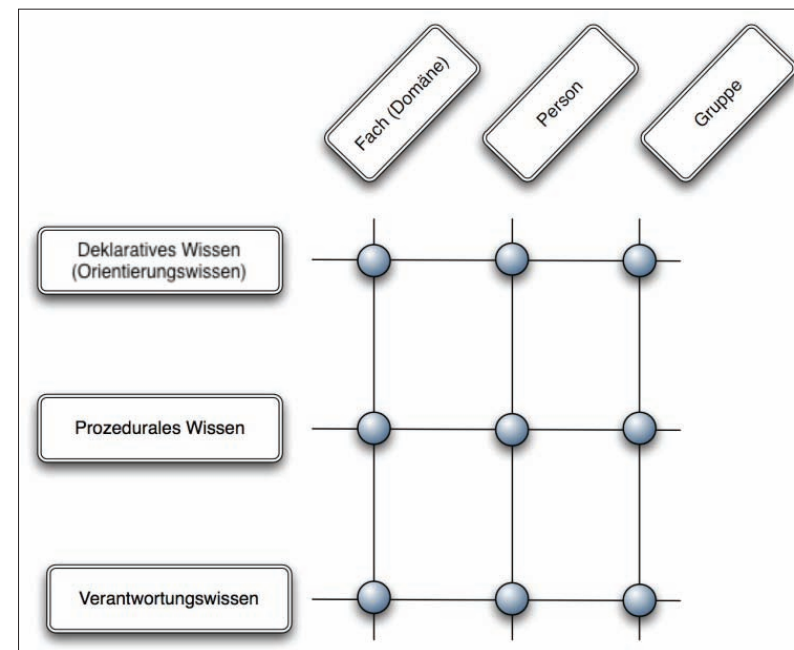 Fach (Domäne)
Person
Gruppe
Deklaratives Wissen
(Orientierungswissen)
Prozedurales Wissen
Verantwortungswissen